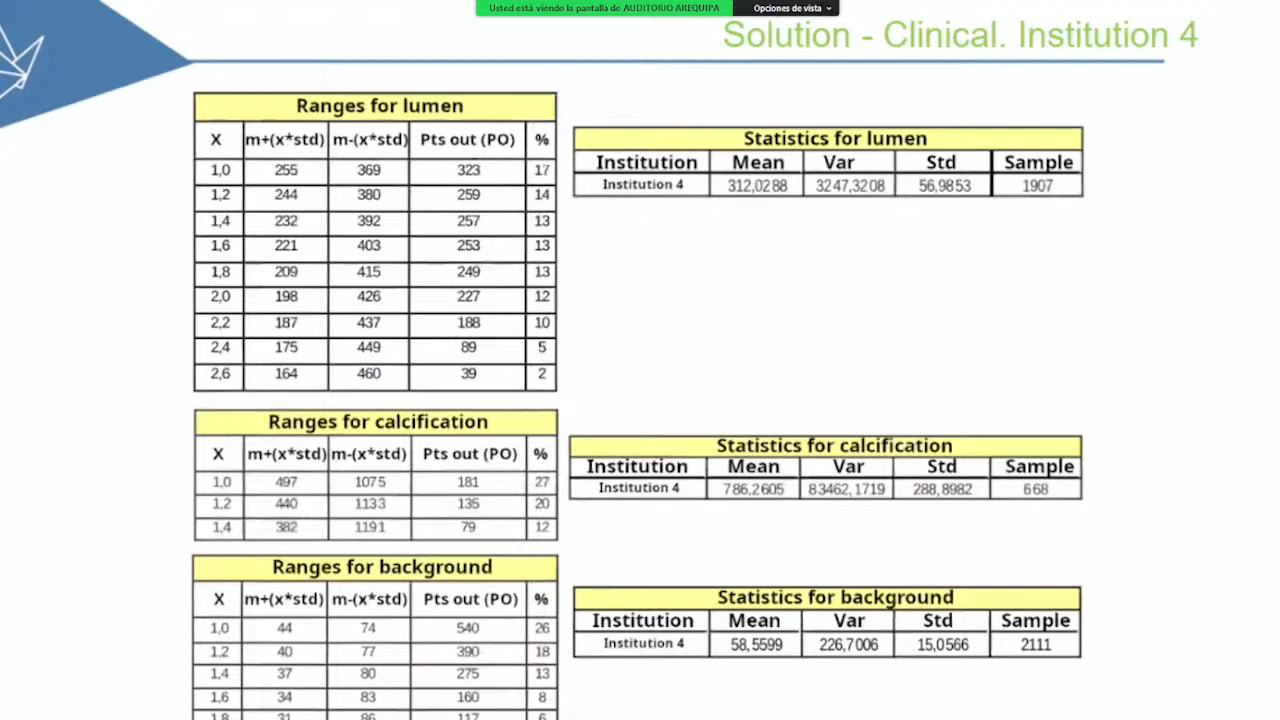 Usted está viendo la pantalla de AUDITORIO AREQUIPA Opciones de vista
Solution - Clinical. Institution 4
Ranges for lumen
X m+(x*std) m-(x*std) Pts out (PO) %
1,0 255 369 323 17
1,2 244 380 259 14
1,4 232 392 257 13
1,6 221 403 253 13
1,8 209 415 249 13
2,0 198 426 227 12
2,2 187 437 188 10
2,4 175 449 89 5
2,6 164 460 39 2
Statistics for lumen
Institution Mean Var Std Sample
Institution 4 312,0288 3247,3208 56,9853 1907
Ranges for calcification
X m+(x*std) m-(x*std) Pts out (PO) %
1,0 497 1075 181 27
1,2 440 1133 135 20
1,4 382 1191 79 12
Statistics for calcification
Institution Mean Var Std Sample
Institution 4 786,2605 83462,1719 288,8982 668
Ranges for background
X m+(x*std) m-(x*std) Pts out (PO) %
1,0 44 74 540 26
1,2 40 77 390 18
1,4 37 80 275 13
1,6 34 83 160 8
1,8 31 86 117 6
Statistics for background
Institution Mean Var Std Sample
Institution 4 58,5599 226,7006 15,0566 2111